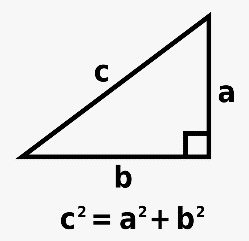 c
a
b
c² = a² + b²